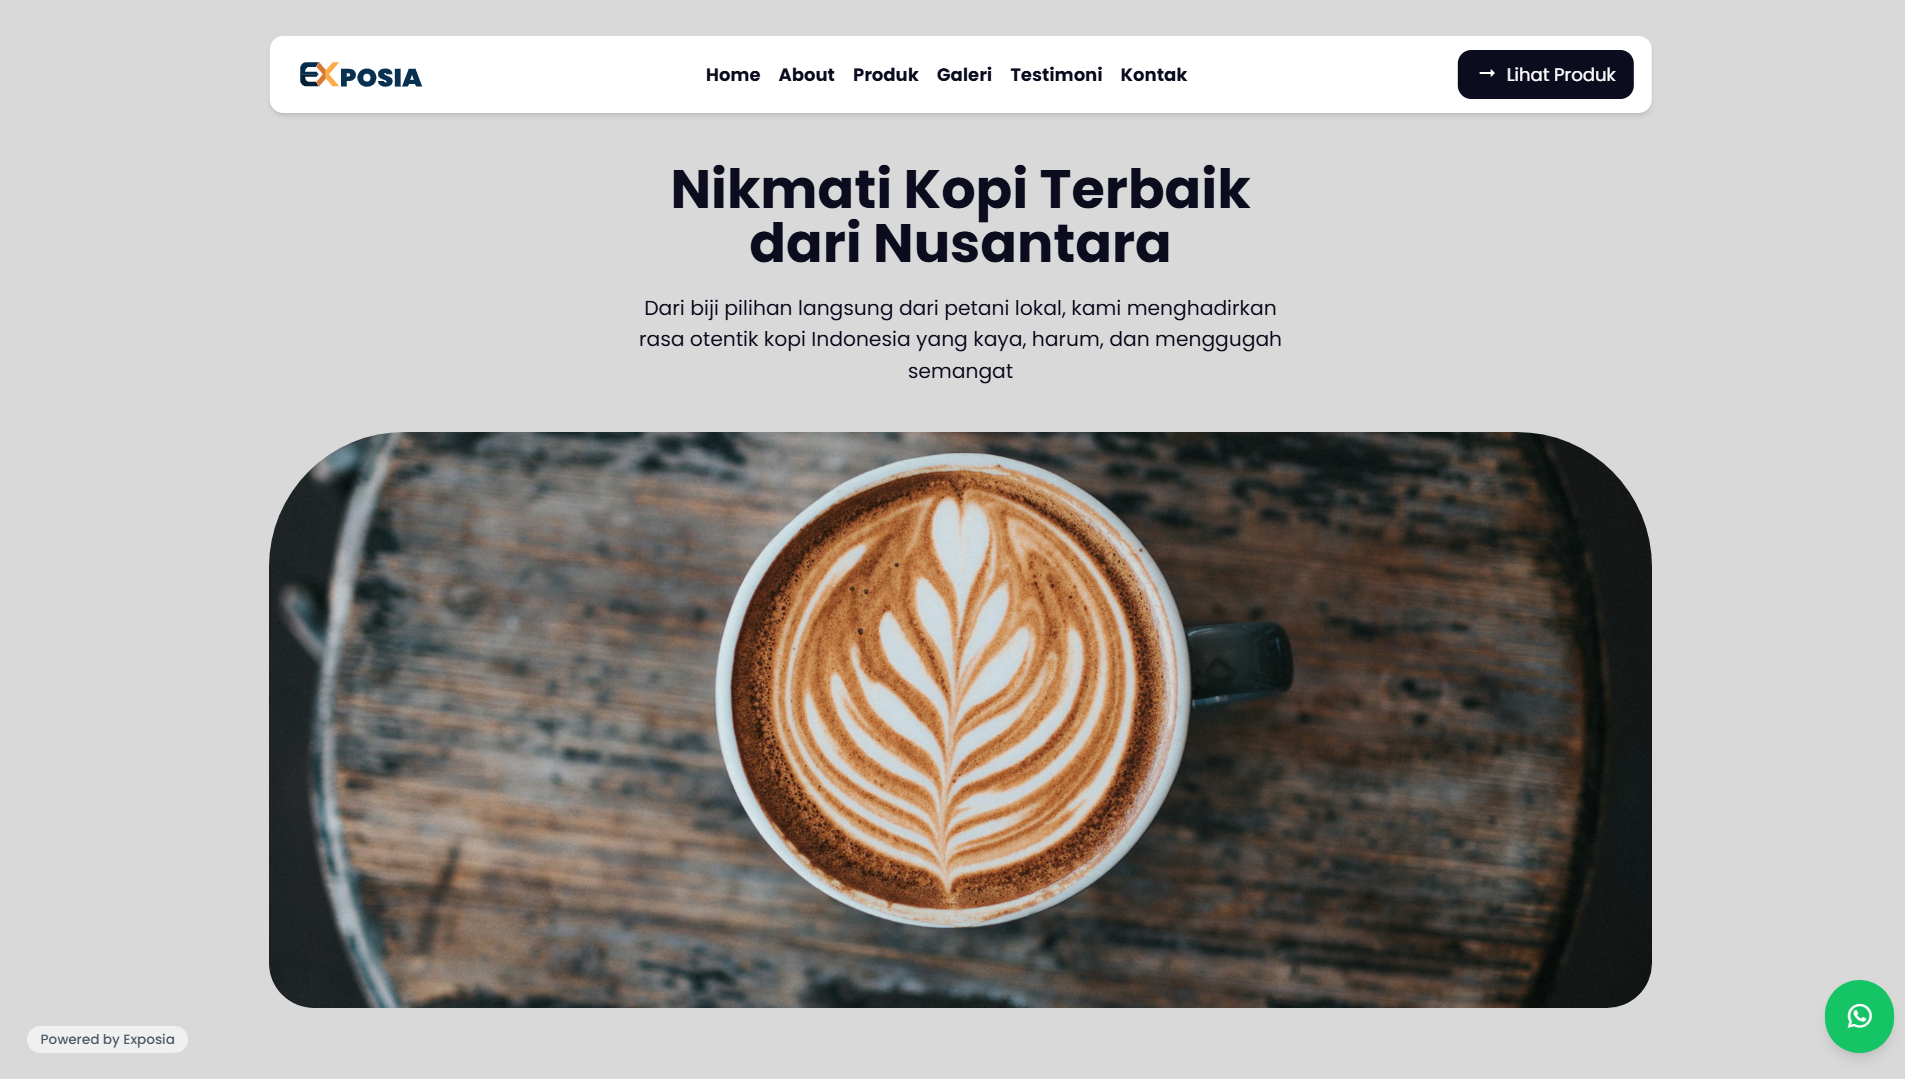 EXPOSIA
Home About Produk Galeri Testimoni Kontak
→ Lihat Produk
Nikmati Kopi Terbaik
dari Nusantara
Dari biji pilihan langsung dari petani lokal, kami menghadirkan
rasa otentik kopi Indonesia yang kaya, harum, dan menggugah
semangat
Powered by Exposia